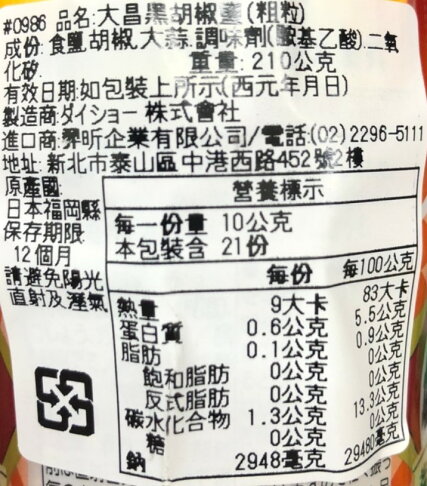 #0986 品名:大昌黑胡椒鹽(粗粒)
成份:食鹽.胡椒.大蒜.調味劑(胺基乙酸).二氧
化矽. 重量:210公克
有效日期:如包裝上所示(西元年月日)
製造商:ダイショー 株式會社
進口商:羿昕企業有限公司/電話:(02)2296-5111
地址:新北市泰山區中港西路452號2樓
原產國:
日本福岡縣
保存期限:
12個月
請避免陽光
直射及溼氣
營養標示
每一份量 10公克
本包裝含 21份
每份 每100公克
熱量 9大卡 83大卡
蛋白質 0.6公克 5.5公克
脂肪 0.1公克 0.9公克
飽和脂肪 0公克 0公克
反式脂肪 0公克 0公克
碳水化合物 1.3公克 13.3公克
糖 0公克 0公克
鈉 2948毫克 29480毫克